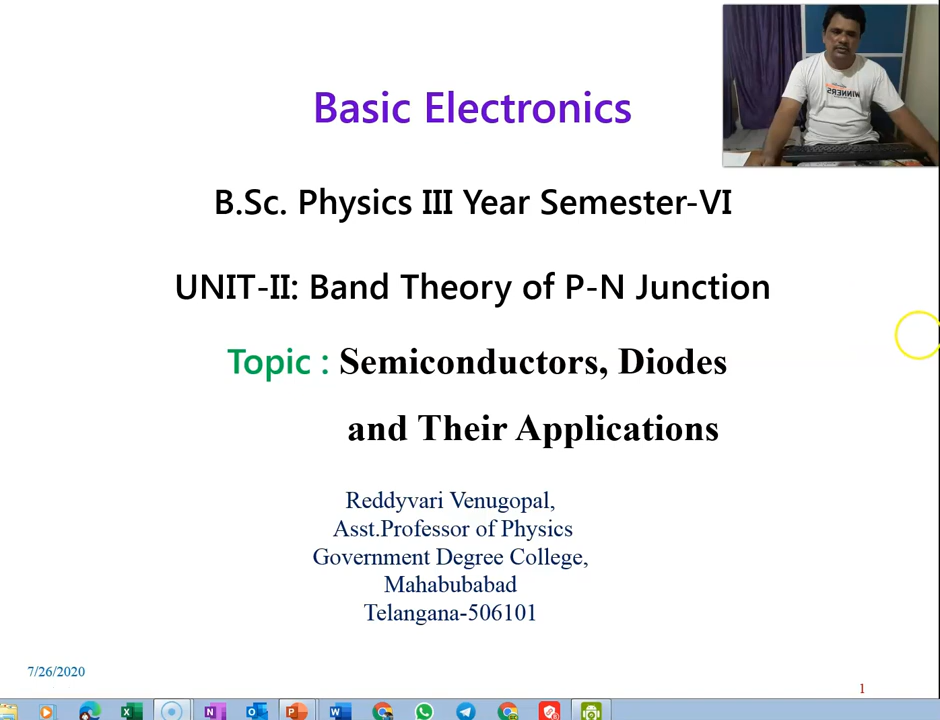 Basic Electronics
WINNERS
B.Sc. Physics III Year Semester-VI
UNIT-II: Band Theory of P-N Junction
Topic : Semiconductors, Diodes
and Their Applications
Reddyvari Venugopal,
Asst.Professor of Physics
Government Degree College,
Mahabubabad
Telangana-506101
7/26/2020
1